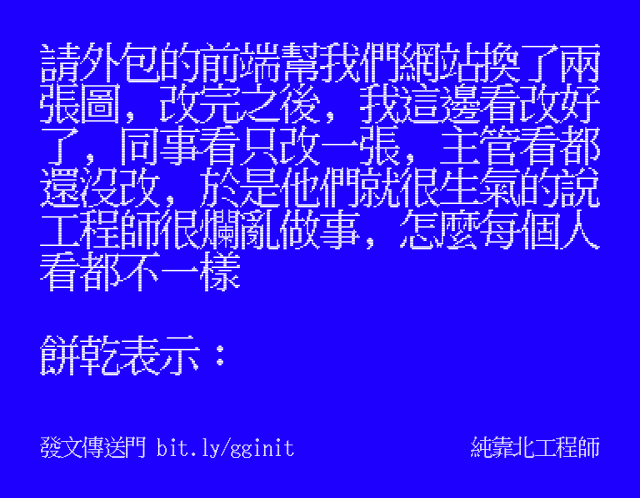 請外包的前端幫我們網站換了兩
張圖，改完之後，我這邊看改好
了，同事看只改一張，主管看都
還沒改，於是他們就很生氣的說
工程師很爛亂做事，怎麼每個人
看都不一樣
餅乾表示：
發文傳送門 bit.ly/gginit
純靠北工程師